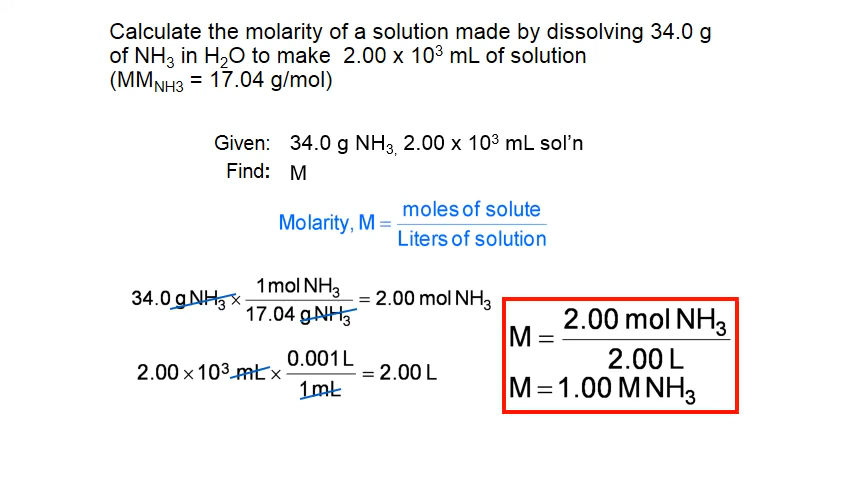 Calculate the molarity of a solution made by dissolving 34.0 g
of NH₃ in H₂O to make 2.00 x 10³ mL of solution
(MM_NH3 = 17.04 g/mol)
Given: 34.0 g NH₃, 2.00 x 10³ mL sol’n
Find: M
Molarity, M = moles of solute / Liters of solution
34.0 g NH₃ × 1 mol NH₃ / 17.04 g NH₃ = 2.00 mol NH₃
2.00 × 10³ mL × 0.001 L / 1 mL = 2.00 L
M = 2.00 mol NH₃ / 2.00 L
M = 1.00 M NH₃